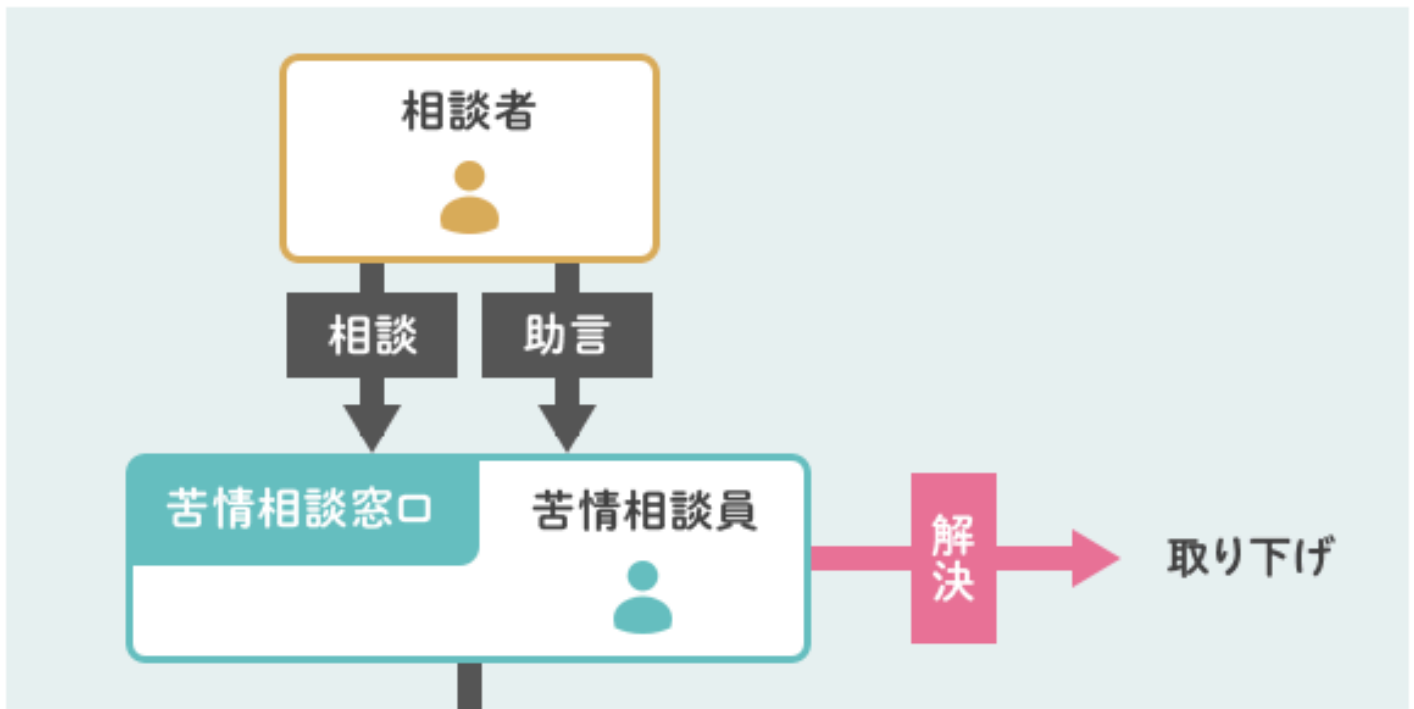 相談者
相談
助言
苦情相談窓口
苦情相談員
解決
取り下げ